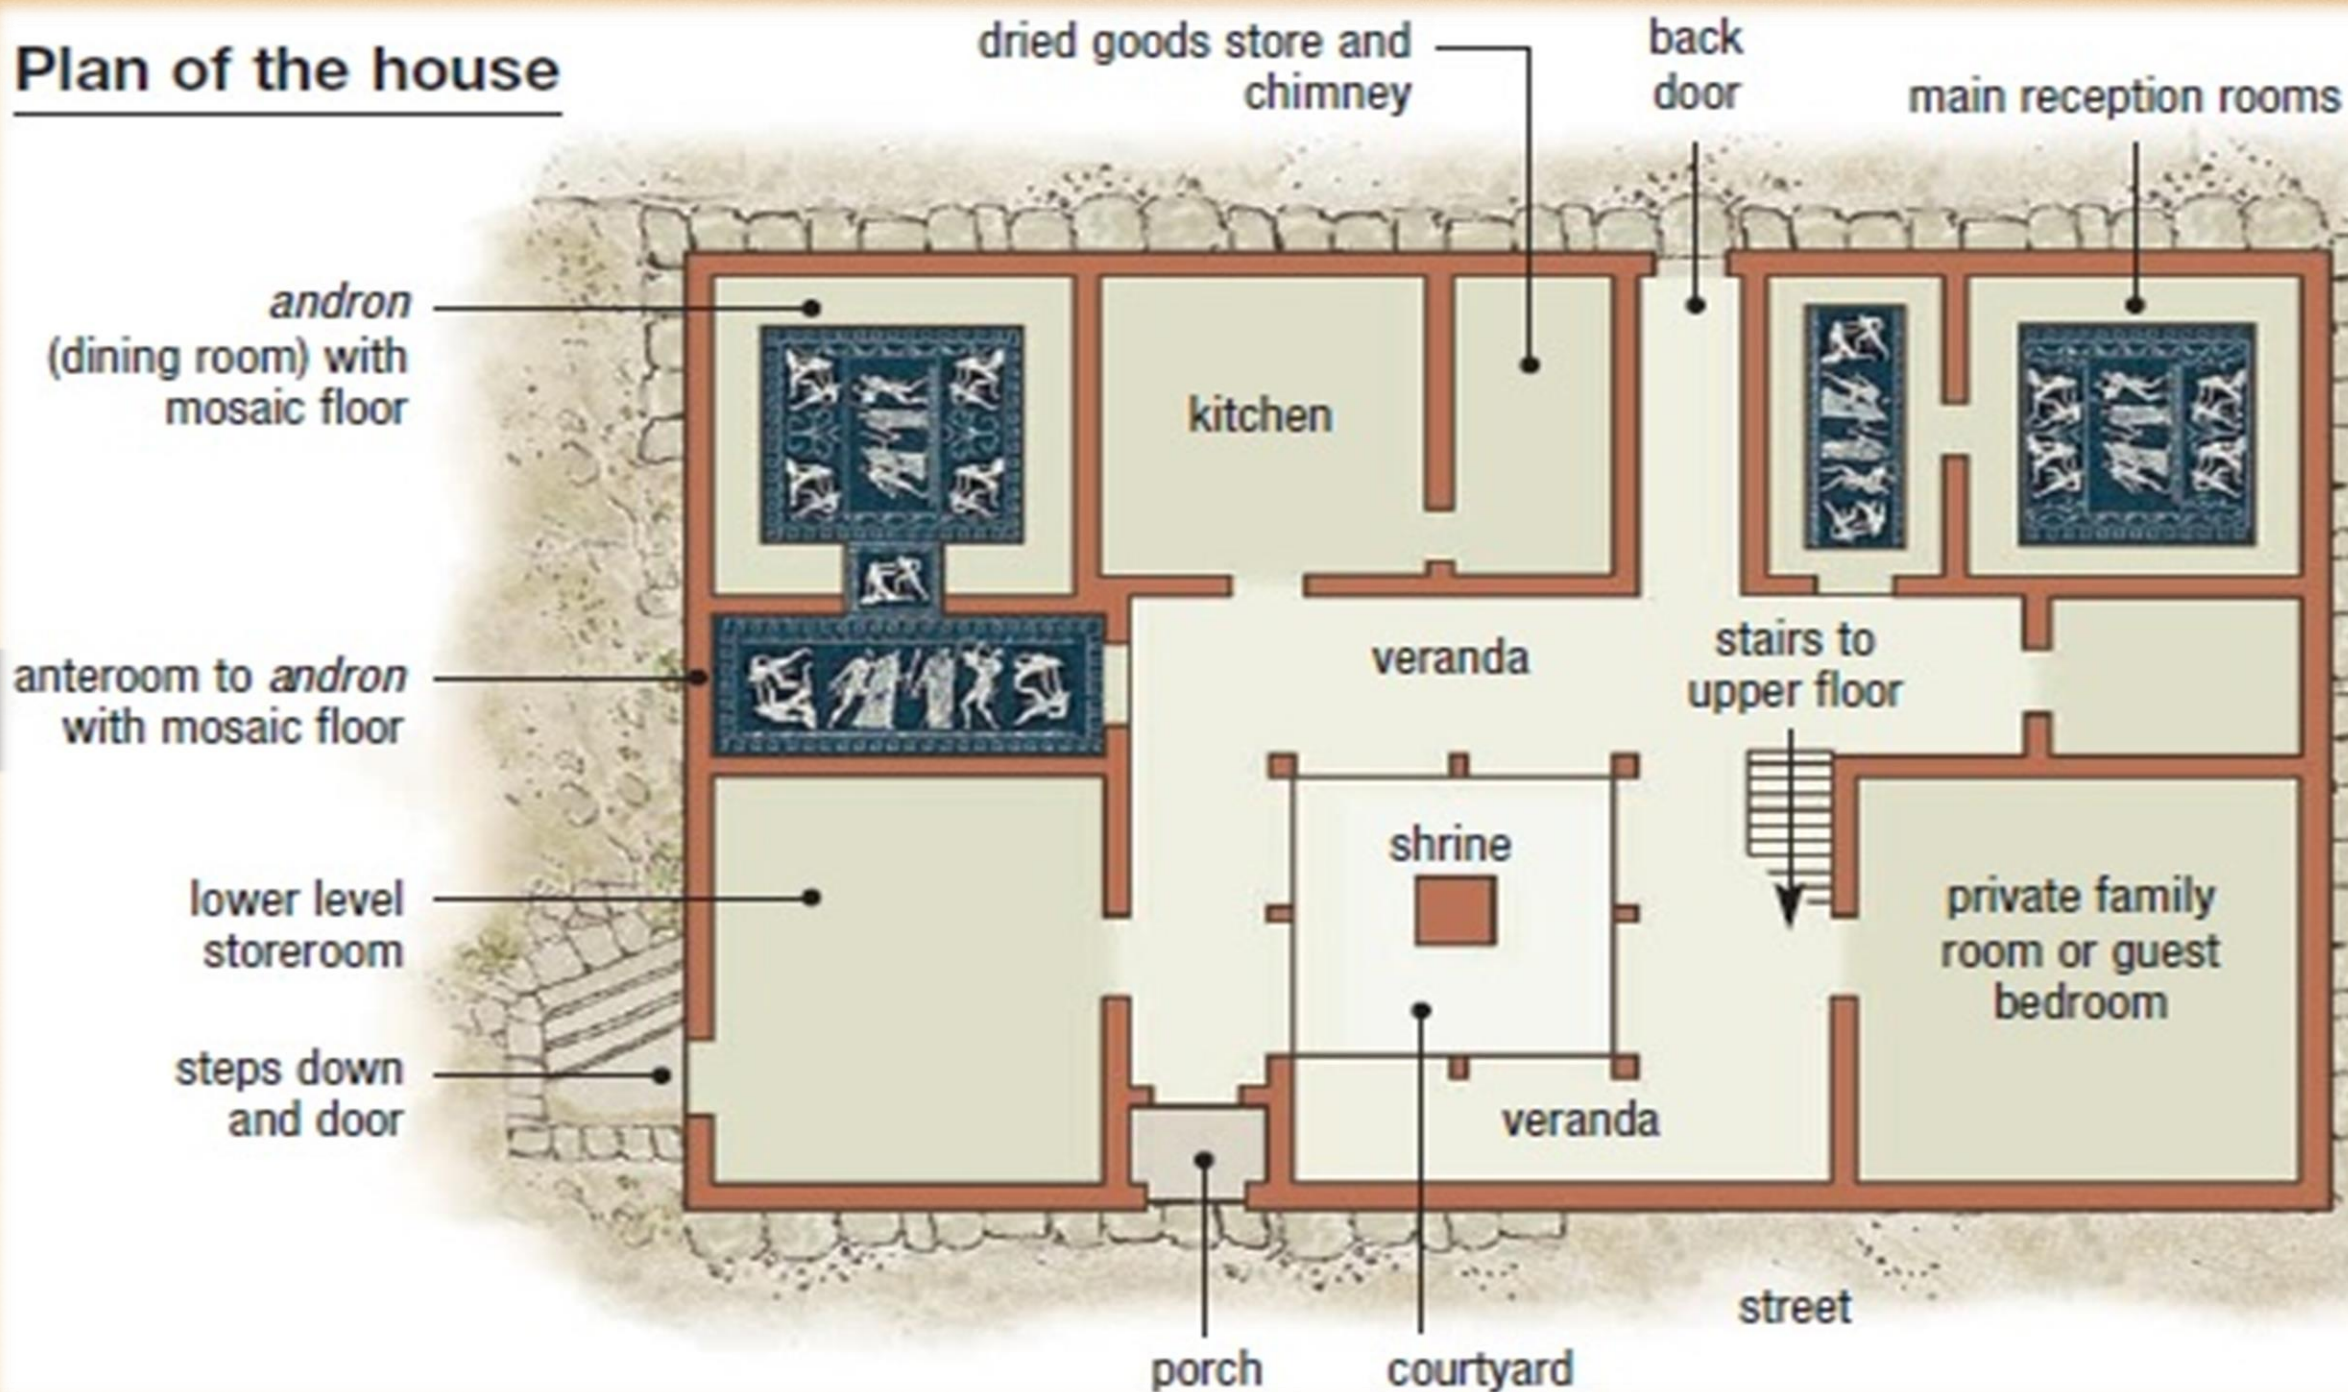 Plan of the house
dried goods store and
chimney
back
door
main reception rooms
andron
(dining room) with
mosaic floor
kitchen
anteroom to andron
with mosaic floor
veranda
stairs to
upper floor
shrine
lower level
storeroom
private family
room or guest
bedroom
steps down
and door
veranda
street
porch
courtyard